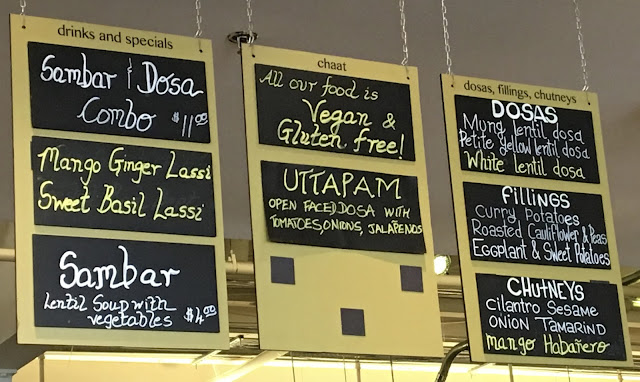 drinks and specials
Sambar & Dosa
Combo $11.00
Mango Ginger Lassi
Sweet Basil Lassi
Sambar
Lentil Soup with
vegetables $4.00
chaat
All our food is
Vegan &
Gluten free!
UTTAPAM
OPEN FACED DOSA WITH
TOMATOES, ONIONS, JALAPEÑOS
dosas, fillings, chutneys
DOSAS
Mung lentil dosa
Petite yellow lentil dosa
White lentil dosa
Fillings
Curry Potatoes
Roasted Cauliflower & Peas
Eggplant & Sweet Potatoes
CHUTNEYS
Cilantro Sesame
ONION TAMARIND
mango Habañero